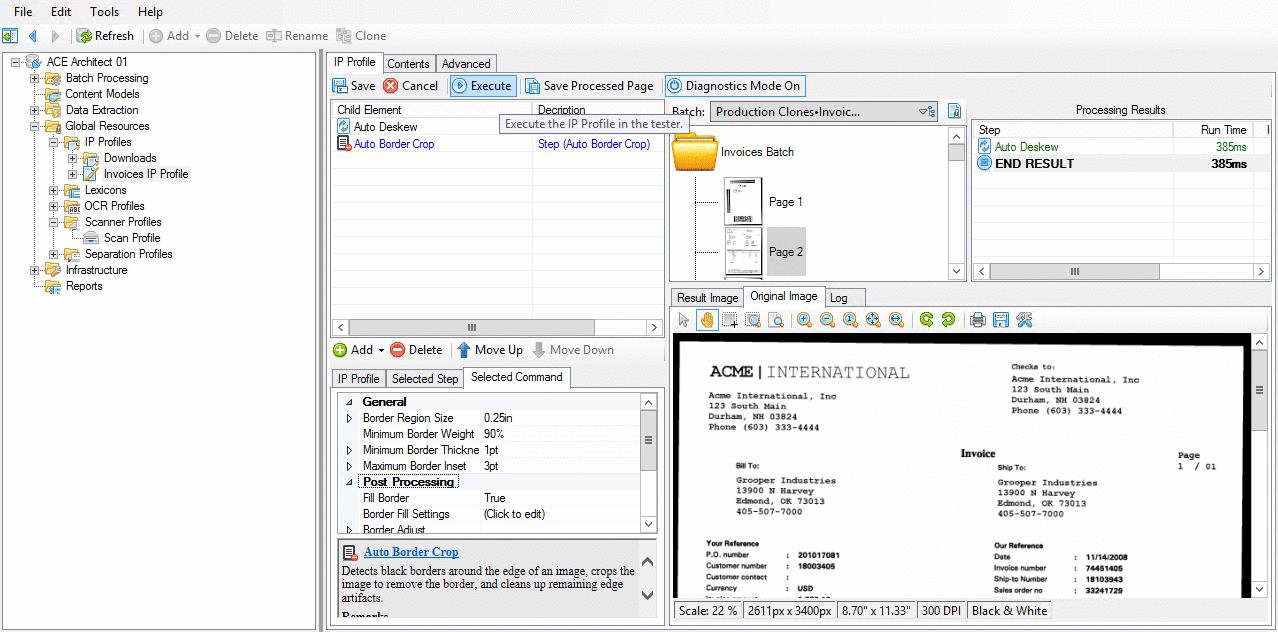 File Edit Tools Help
Refresh Add Delete Rename Clone
ACE Architect 01
Batch Processing
Content Models
Data Extraction
Global Resources
IP Profiles
Downloads
Invoices IP Profile
Lexicons
OCR Profiles
Scanner Profiles
Scan Profile
Separation Profiles
Infrastructure
Reports
IP Profile Contents Advanced
Save Cancel Execute Save Processed Page Diagnostics Mode On
Child Element Decription
Auto Deskew
Auto Border Crop Step (Auto Border Crop)
Execute the IP Profile in the tester.
Batch: Production Clones•Invoic...
Invoices Batch
Page 1
Page 2
Processing Results
Step Run Time
Auto Deskew 385ms
END RESULT 385ms
Add Delete Move Up Move Down
IP Profile Selected Step Selected Command
General
Border Region Size 0.25in
Minimum Border Weight 90%
Minimum Border Thickne 1pt
Maximum Border Inset 3pt
Post Processing
Fill Border True
Border Fill Settings (Click to edit)
Border Adjust
Auto Border Crop
Detects black borders around the edge of an image, crops the
image to remove the border, and cleans up remaining edge
artifacts.
Remarks
Result Image Original Image Log
ACME | INTERNATIONAL
Acme International, Inc
123 South Main
Durham, NH 03824
Phone (603) 333-4444
Checks to:
Acme International, Inc
123 South Main
Durham, NH 03824
Phone (603) 333-4444
Invoice
Page
1 / 01
Bill To:
Grooper Industries
13900 N Harvey
Edmond, OK 73013
405-507-7000
Ship To:
Grooper Industries
13900 N Harvey
Edmond, OK 73013
405-507-7000
Your Reference
P.O. number : 201017081
Customer number : 18003405
Customer contact :
Currency : USD
Our Reference
Date : 11/14/2008
Invoice number : 74451405
Ship-to Number : 18103943
Sales order no : 33241729
Scale: 22 % 2611px x 3400px 8.70" x 11.33" 300 DPI Black & White